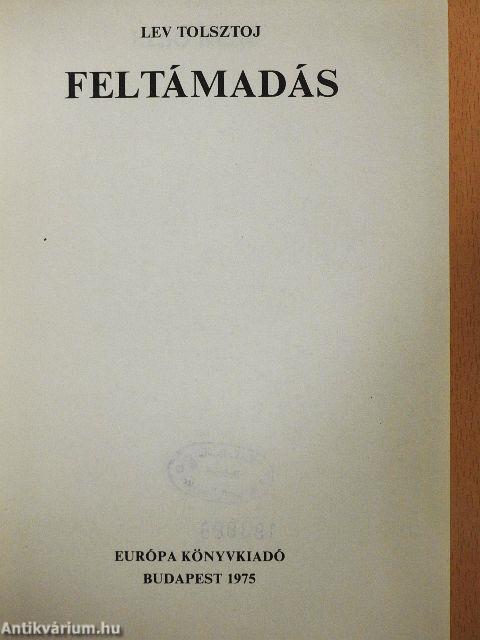 LEV TOLSZTOJ
FELTÁMADÁS
EURÓPA KÖNYVKIADÓ
BUDAPEST 1975
Antikvárium.hu